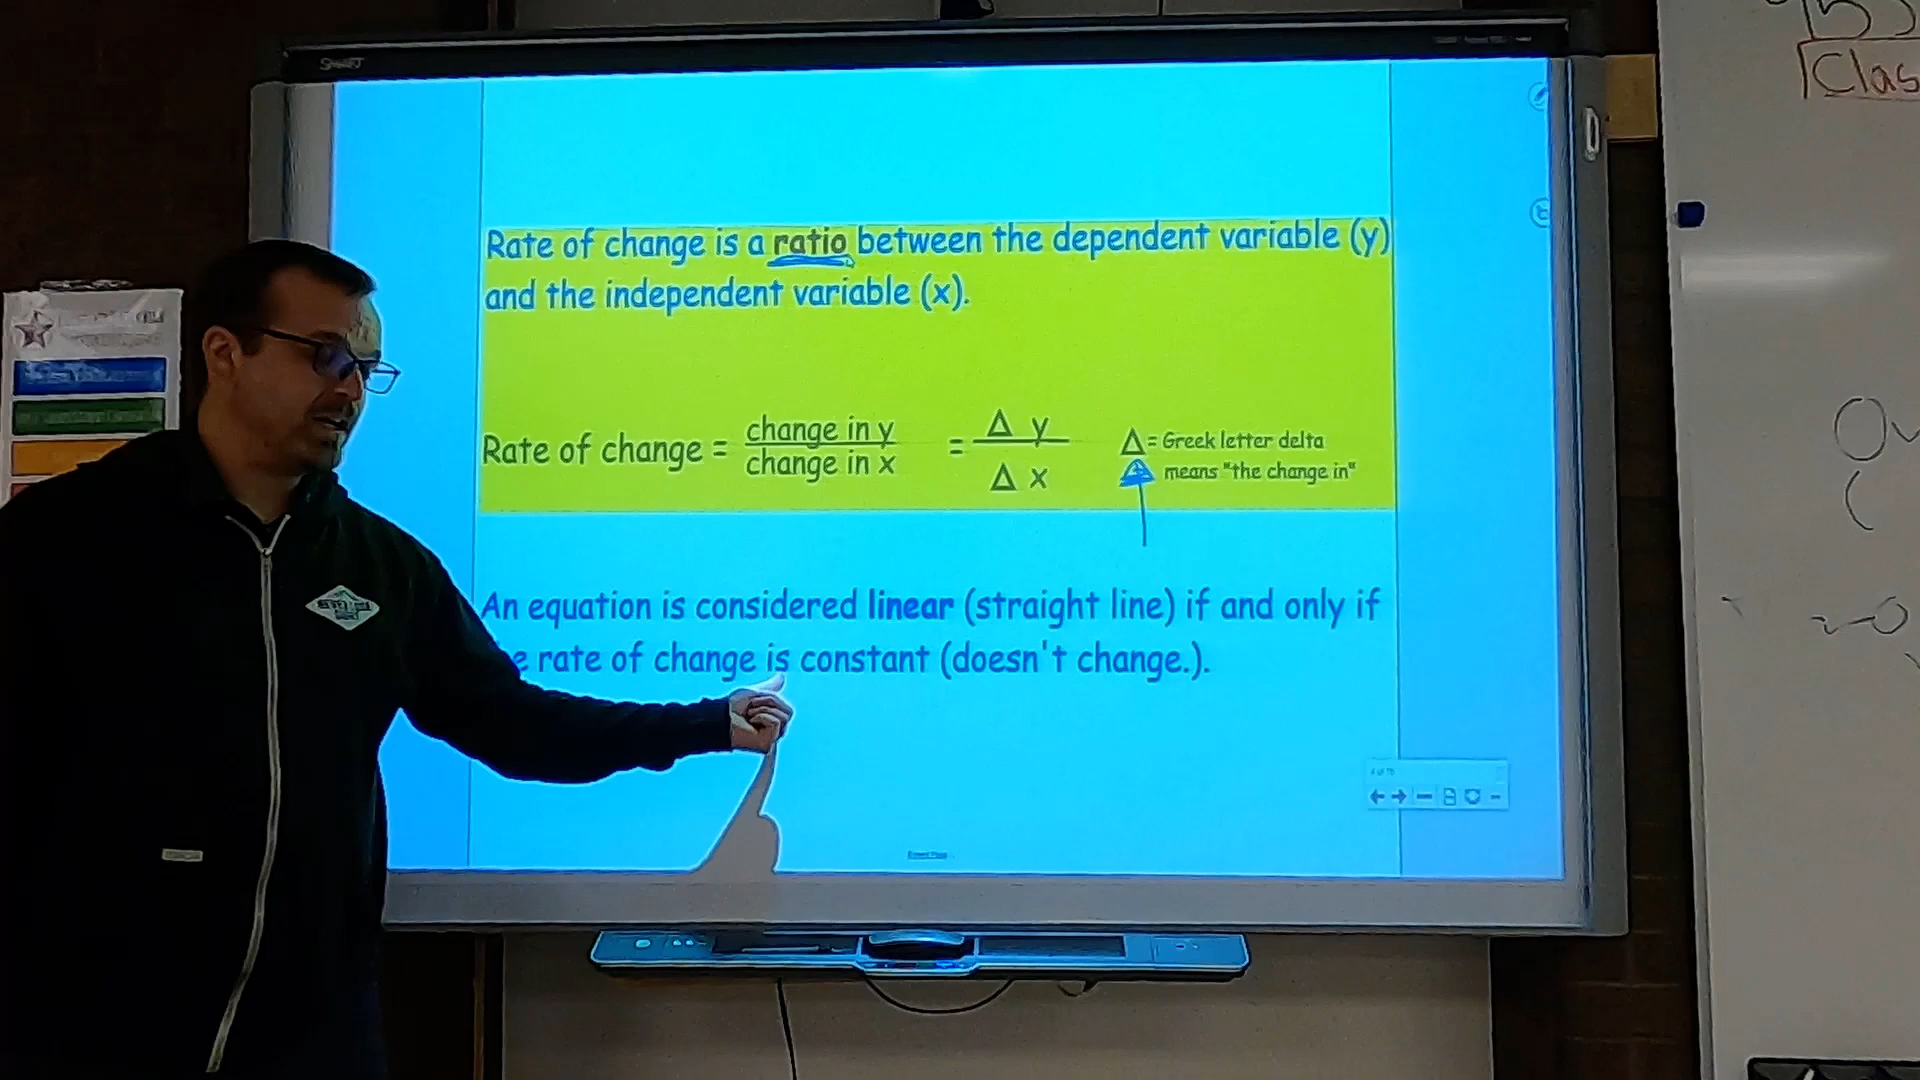 SMART
Clas
Rate of change is a ratio between the dependent variable (y)
and the independent variable (x).
Rate of change = change in y / change in x = Δ y / Δ x
Δ = Greek letter delta
means "the change in"
An equation is considered linear (straight line) if and only if
e rate of change is constant (doesn't change.).